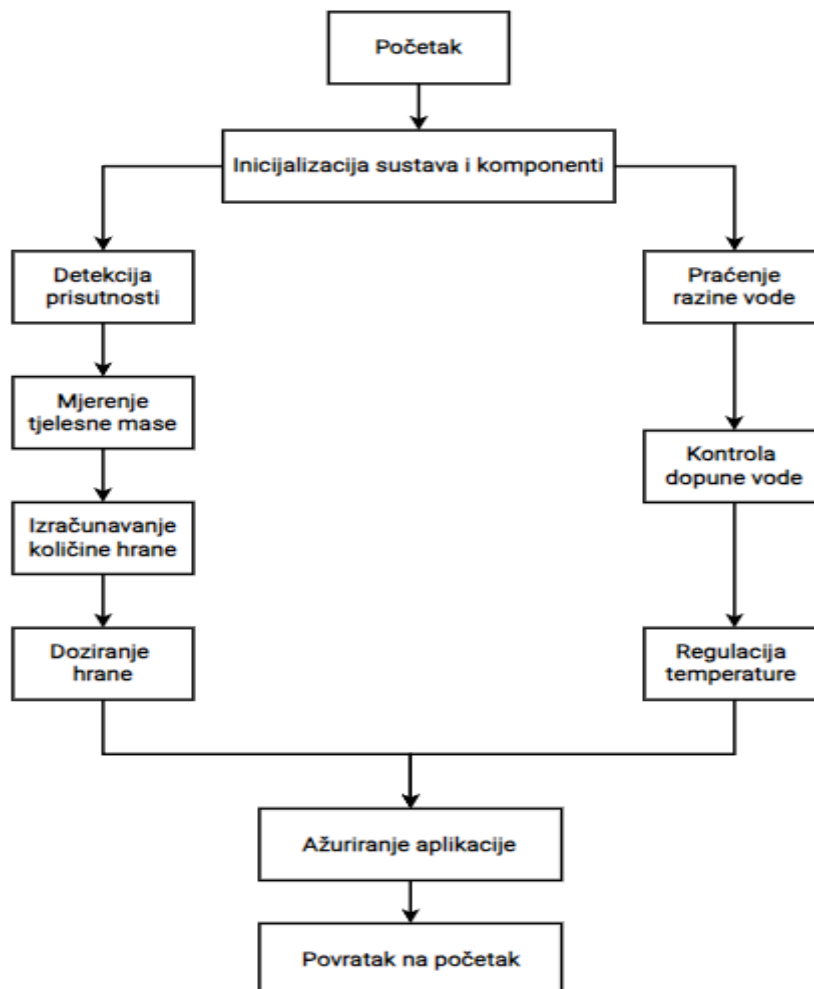 Početak
Inicijalizacija sustava i komponenti
Detekcija
prisutnosti
Mjerenje
tjelesne mase
Izračunavanje
količine hrane
Doziranje
hrane
Praćenje
razine vode
Kontrola
dopune vode
Regulacija
temperature
Ažuriranje aplikacije
Povratak na početak